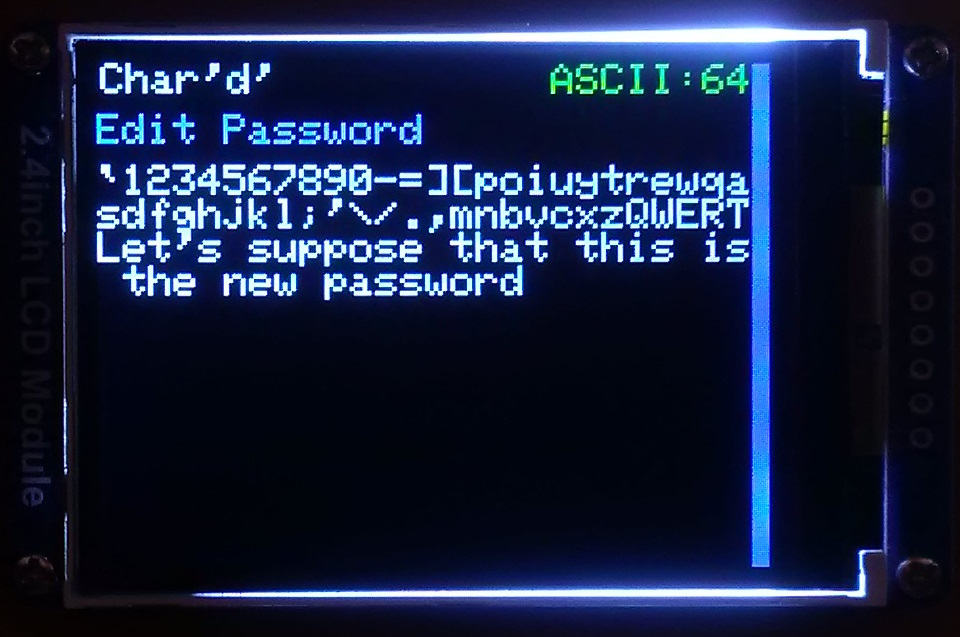 Char'd' ASCII:64
Edit Password
`1234567890-=][poiuytrewqa
sdfghjkl;'\/.,mnbvcxzQWERT
Let's suppose that this is
the new password
2.4inch LCD Module